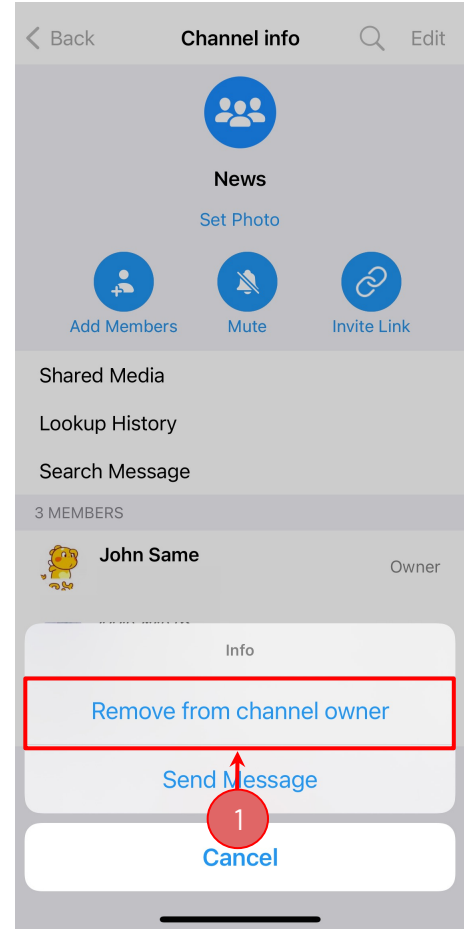 Back
Channel info
Edit
News
Set Photo
Add Members
Mute
Invite Link
Shared Media
Lookup History
Search Message
3 MEMBERS
John Same
Owner
Info
Remove from channel owner
Send Message
1
Cancel